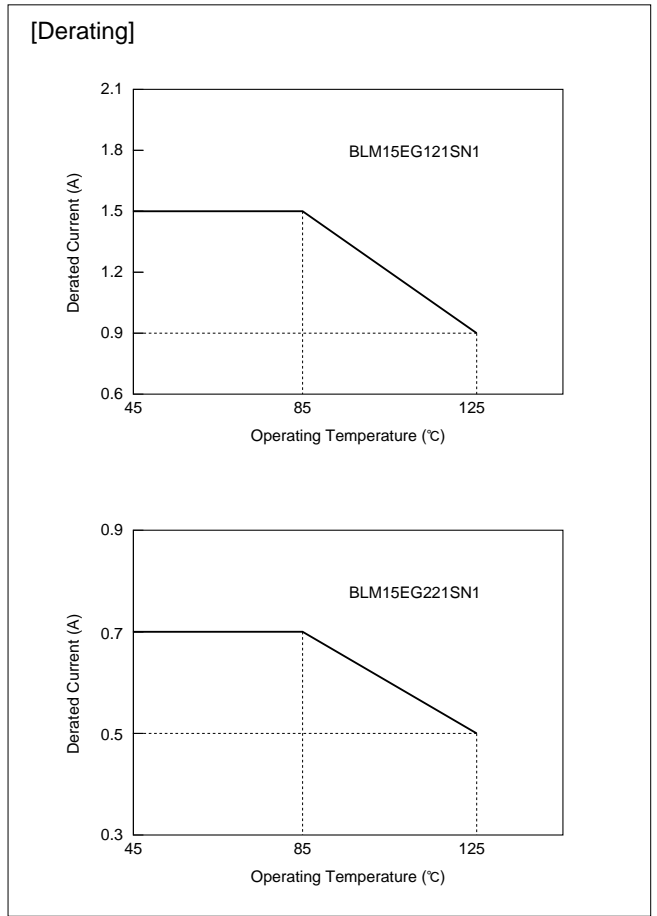 [Derating]
2.1
1.8
1.5
1.2
0.9
0.6
Derated Current (A)
BLM15EG121SN1
45 85 125
Operating Temperature (℃)
0.9
0.7
0.5
0.3
Derated Current (A)
BLM15EG221SN1
45 85 125
Operating Temperature (℃)